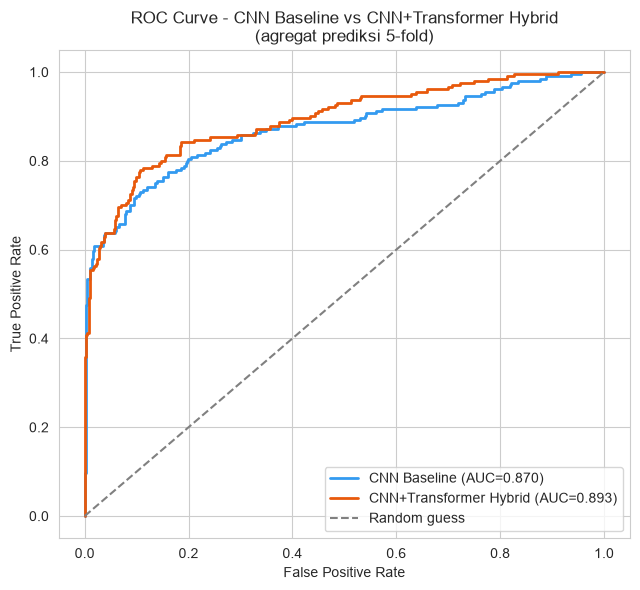 ROC Curve - CNN Baseline vs CNN+Transformer Hybrid
(agregat prediksi 5-fold)
True Positive Rate
1.0
0.8
0.6
0.4
0.2
0.0
CNN Baseline (AUC=0.870)
CNN+Transformer Hybrid (AUC=0.893)
Random guess
0.0 0.2 0.4 0.6 0.8 1.0
False Positive Rate